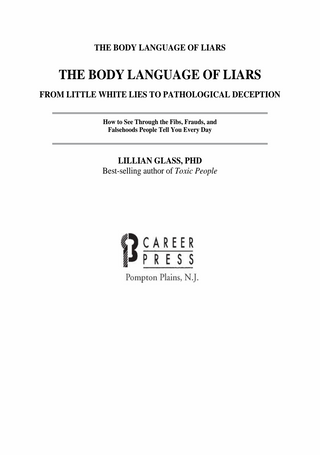 THE BODY LANGUAGE OF LIARS
THE BODY LANGUAGE OF LIARS
FROM LITTLE WHITE LIES TO PATHOLOGICAL DECEPTION
How to See Through the Fibs, Frauds, and
Falsehoods People Tell You Every Day
LILLIAN GLASS, PHD
Best-selling author of Toxic People
CAREER
PRESS
Pompton Plains, N.J.